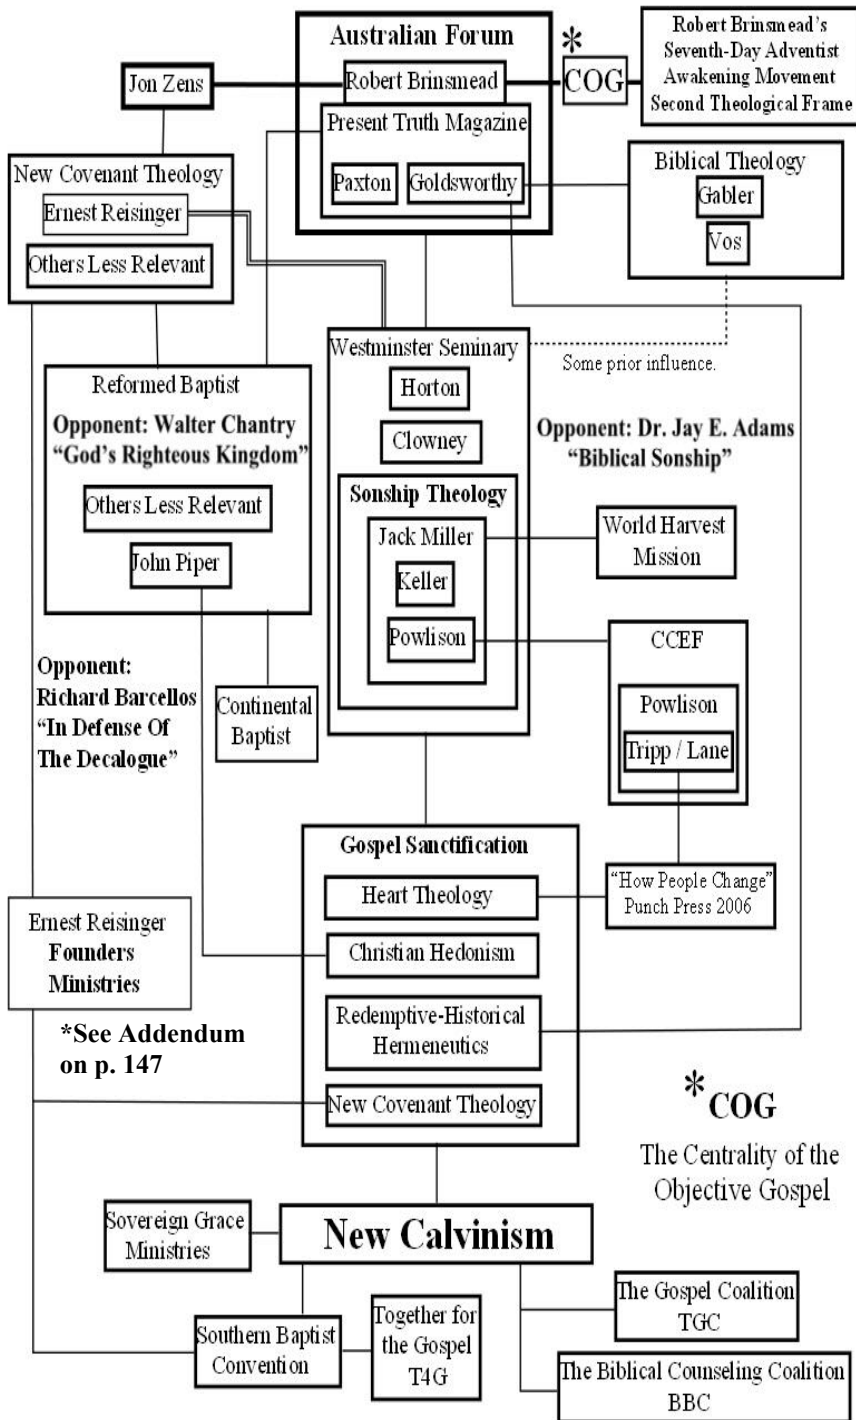 Australian Forum
Robert Brinsmead
*
COG
Robert Brinsmead's
Seventh-Day Adventist
Awakening Movement
Second Theological Frame
Jon Zens
Present Truth Magazine
Paxton
Goldsworthy
Biblical Theology
Gabler
Vos
New Covenant Theology
Ernest Reisinger
Others Less Relevant
Westminster Seminary
Some prior influence.
Horton
Clowney
Reformed Baptist
Opponent: Walter Chantry
“God's Righteous Kingdom”
Others Less Relevant
John Piper
Opponent: Dr. Jay E. Adams
“Biblical Sonship”
Sonship Theology
Jack Miller
Keller
Powlison
World Harvest
Mission
CCEF
Powlison
Tripp / Lane
Opponent:
Richard Barcellos
“In Defense Of
The Decalogue”
Continental
Baptist
Gospel Sanctification
Heart Theology
Christian Hedonism
Redemptive-Historical
Hermeneutics
New Covenant Theology
“How People Change”
Punch Press 2006
Ernest Reisinger
Founders
Ministries
*See Addendum
on p. 147
*COG
The Centrality of the
Objective Gospel
New Calvinism
Sovereign Grace
Ministries
Southern Baptist
Convention
Together for
the Gospel
T4G
The Gospel Coalition
TGC
The Biblical Counseling Coalition
BBC